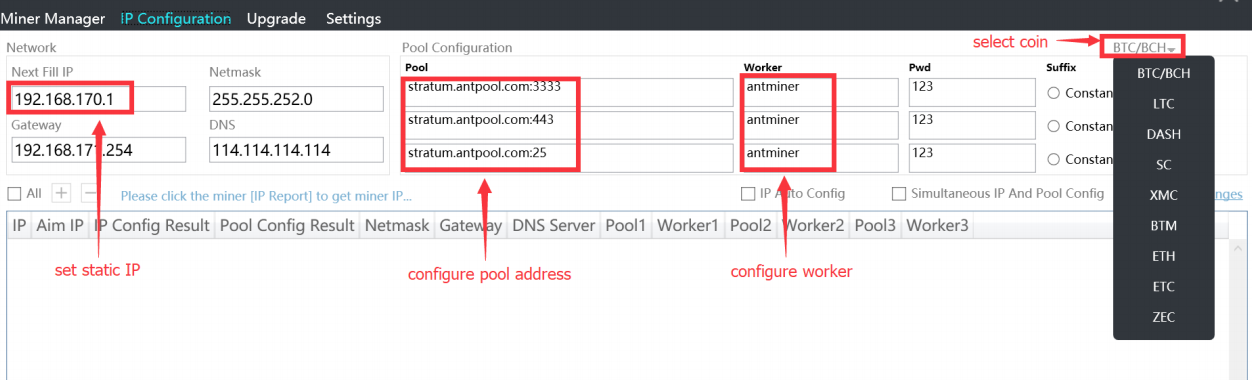 Miner Manager IP Configuration Upgrade Settings
Network
Pool Configuration
select coin
BTC/BCH
Next Fill IP Netmask
Pool Worker Pwd Suffix
192.168.170.1 255.255.252.0
stratum.antpool.com:3333 antminer 123 Constan
Gateway DNS
stratum.antpool.com:443 antminer 123 Constan
192.168.171.254 114.114.114.114
stratum.antpool.com:25 antminer 123 Constan
BTC/BCH
LTC
DASH
SC
XMC
BTM
ETH
ETC
ZEC
All + − Please click the miner [IP Report] to get miner IP... IP Auto Config Simultaneous IP And Pool Config nges
IP Aim IP IP Config Result Pool Config Result Netmask Gateway DNS Server Pool1 Worker1 Pool2 Worker2 Pool3 Worker3
set static IP
configure pool address
configure worker